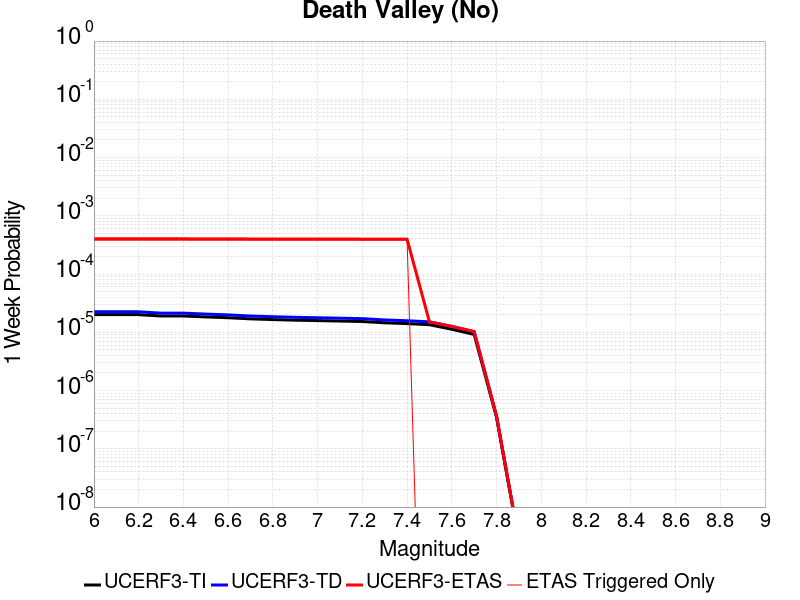 Death Valley (No)
10^0
10^-1
10^-2
10^-3
10^-4
10^-5
10^-6
10^-7
10^-8
1 Week Probability
6 6.2 6.4 6.6 6.8 7 7.2 7.4 7.6 7.8 8 8.2 8.4 8.6 8.8 9
Magnitude
UCERF3-TI UCERF3-TD UCERF3-ETAS ETAS Triggered Only